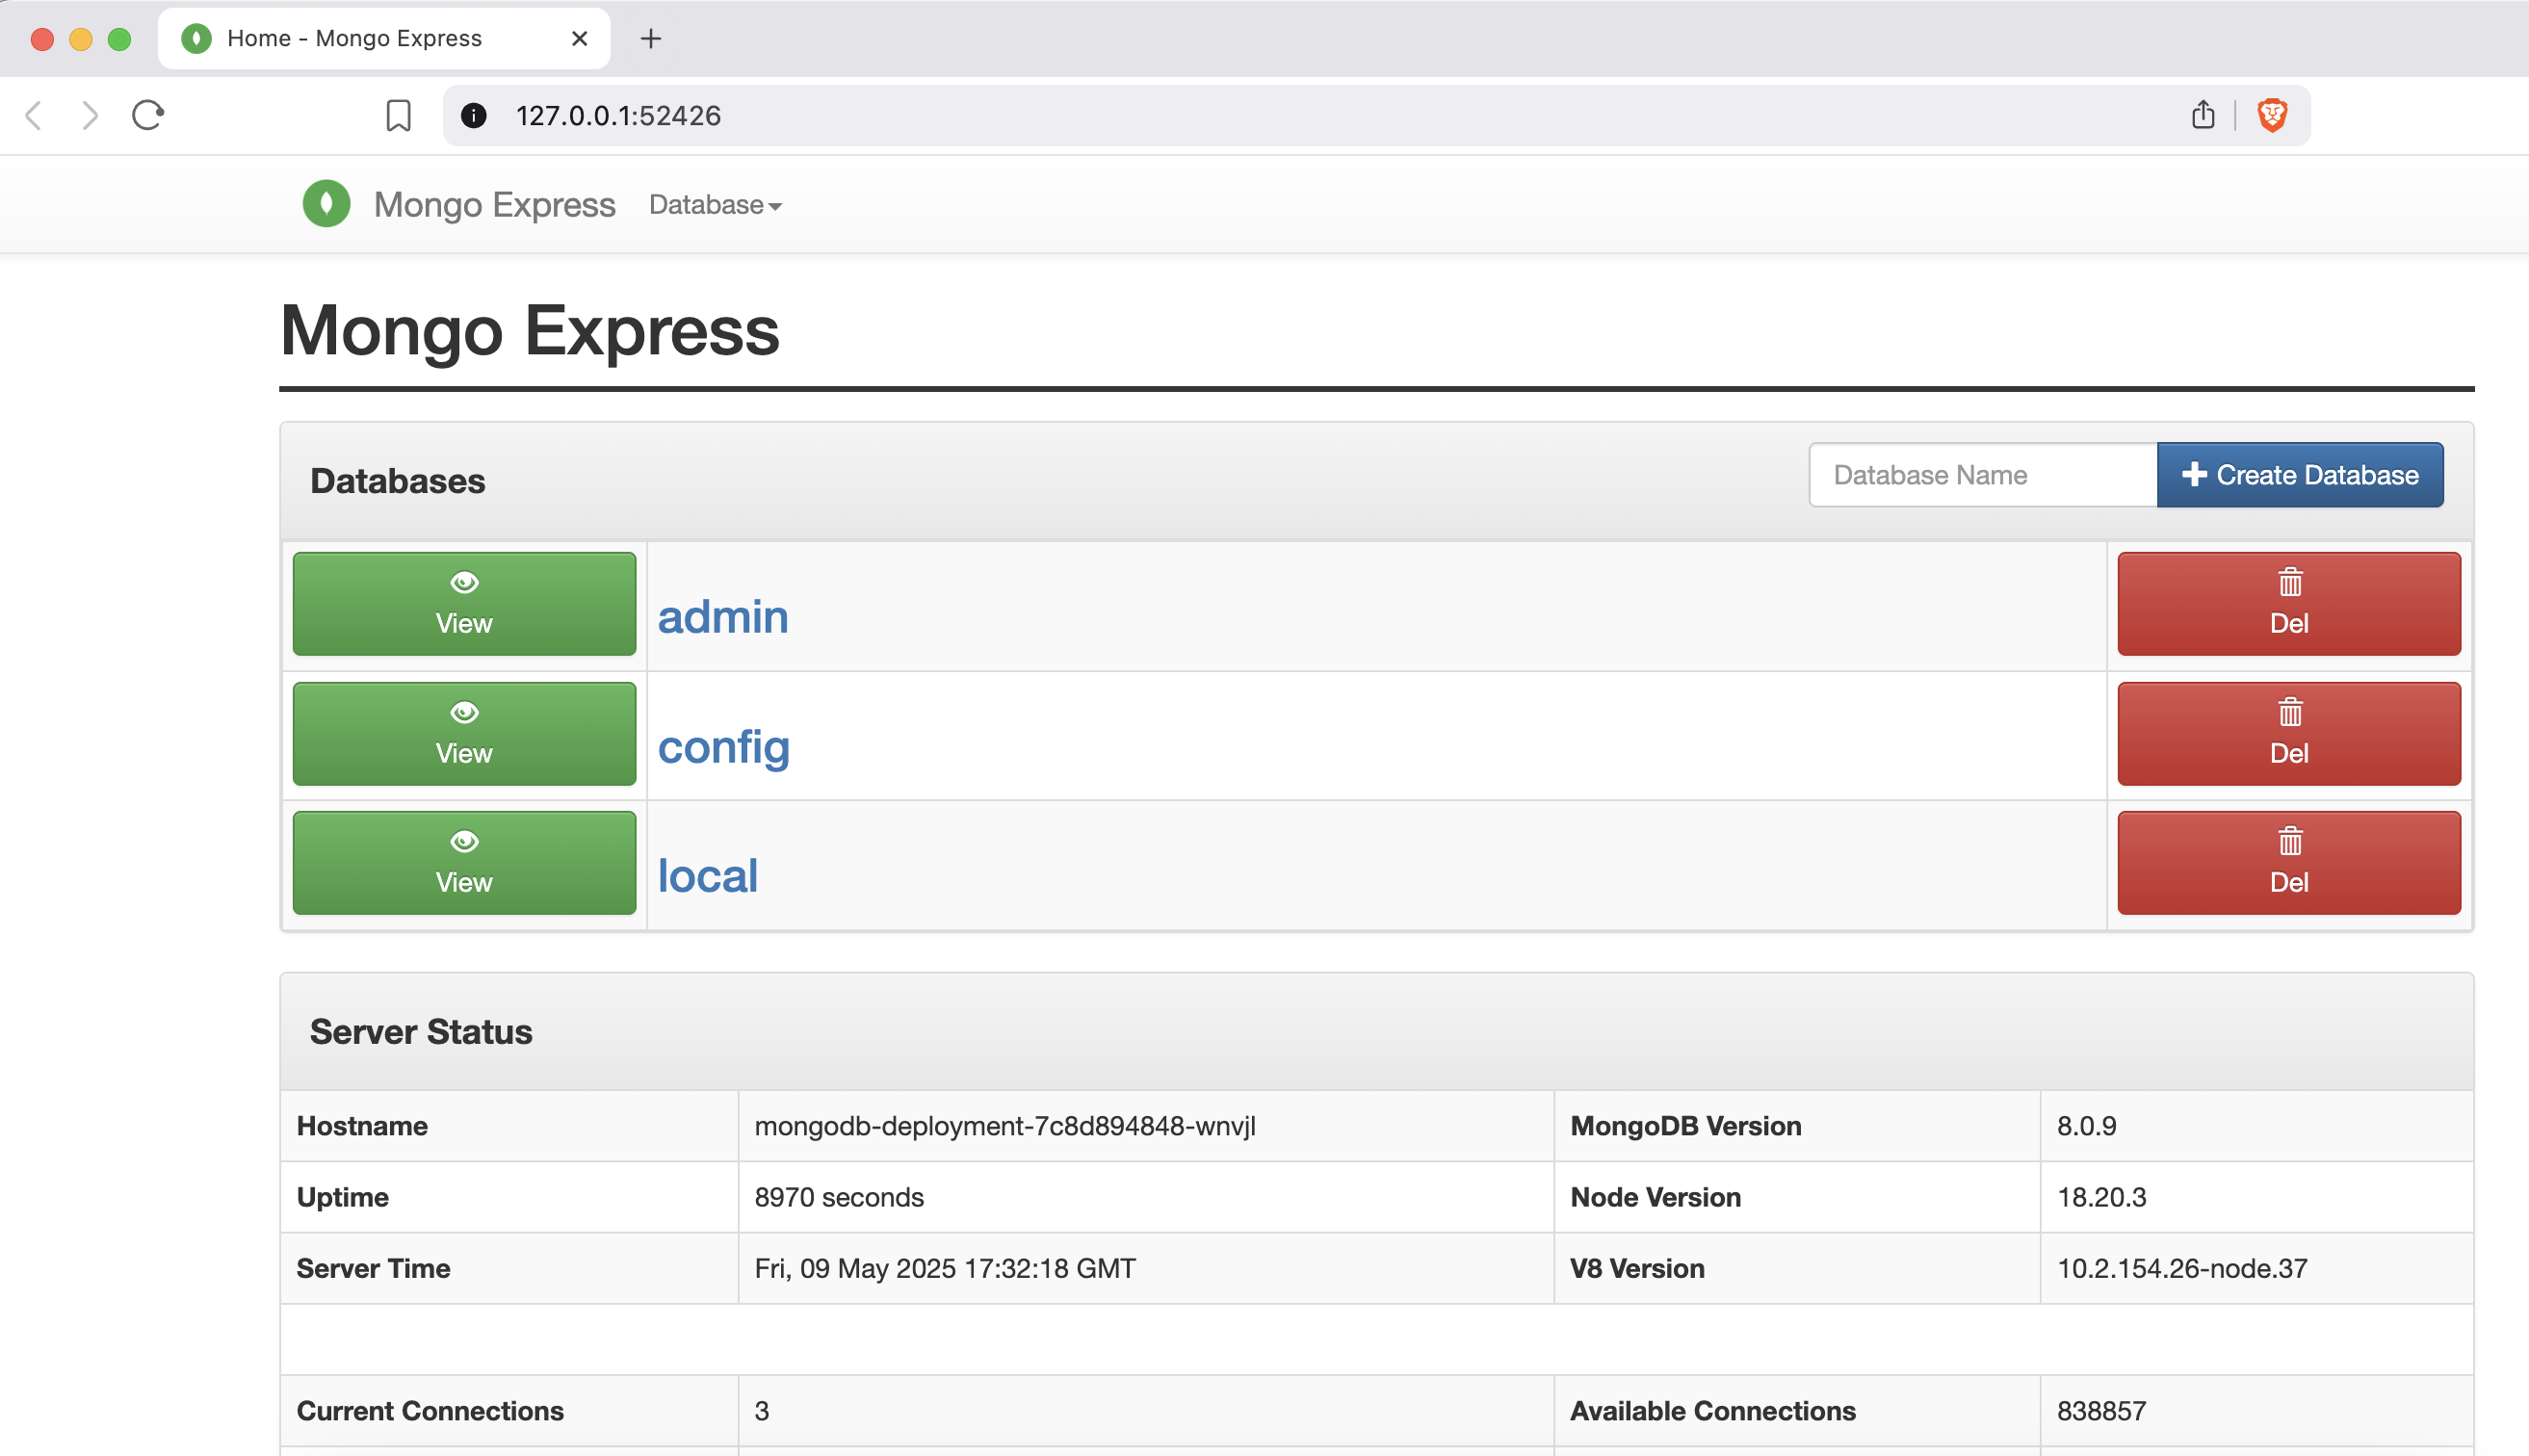 Home - Mongo Express
127.0.0.1:52426
Mongo Express Database
Mongo Express
Databases
Database Name
Create Database
View admin Del
View config Del
View local Del
Server Status
Hostname mongodb-deployment-7c8d894848-wnvjl MongoDB Version 8.0.9
Uptime 8970 seconds Node Version 18.20.3
Server Time Fri, 09 May 2025 17:32:18 GMT V8 Version 10.2.154.26-node.37
Current Connections 3 Available Connections 838857